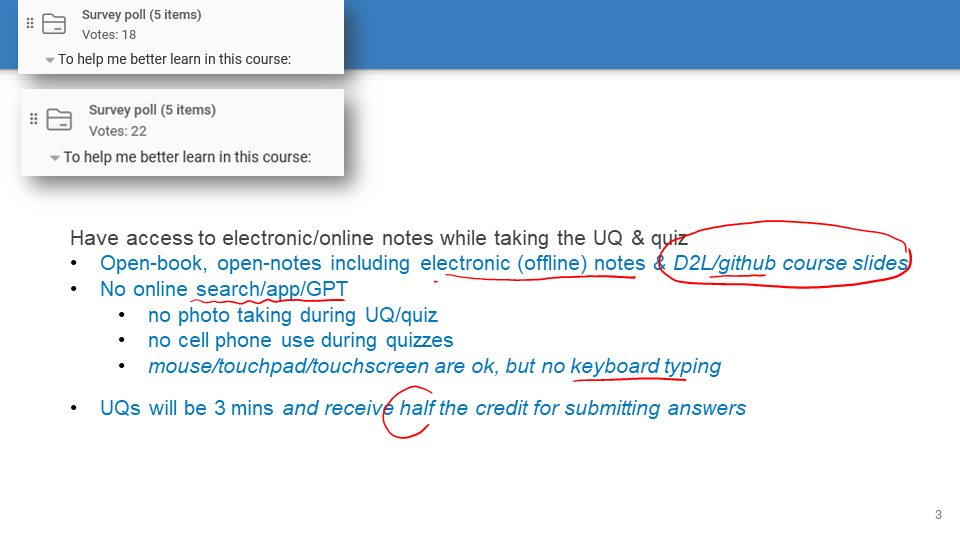 Survey poll (5 items)
Votes: 18
To help me better learn in this course:
Survey poll (5 items)
Votes: 22
To help me better learn in this course:
Have access to electronic/online notes while taking the UQ & quiz
• Open-book, open-notes including electronic (offline) notes & D2L/github course slides
• No online search/app/GPT
• no photo taking during UQ/quiz
• no cell phone use during quizzes
• mouse/touchpad/touchscreen are ok, but no keyboard typing
• UQs will be 3 mins and receive half the credit for submitting answers
3